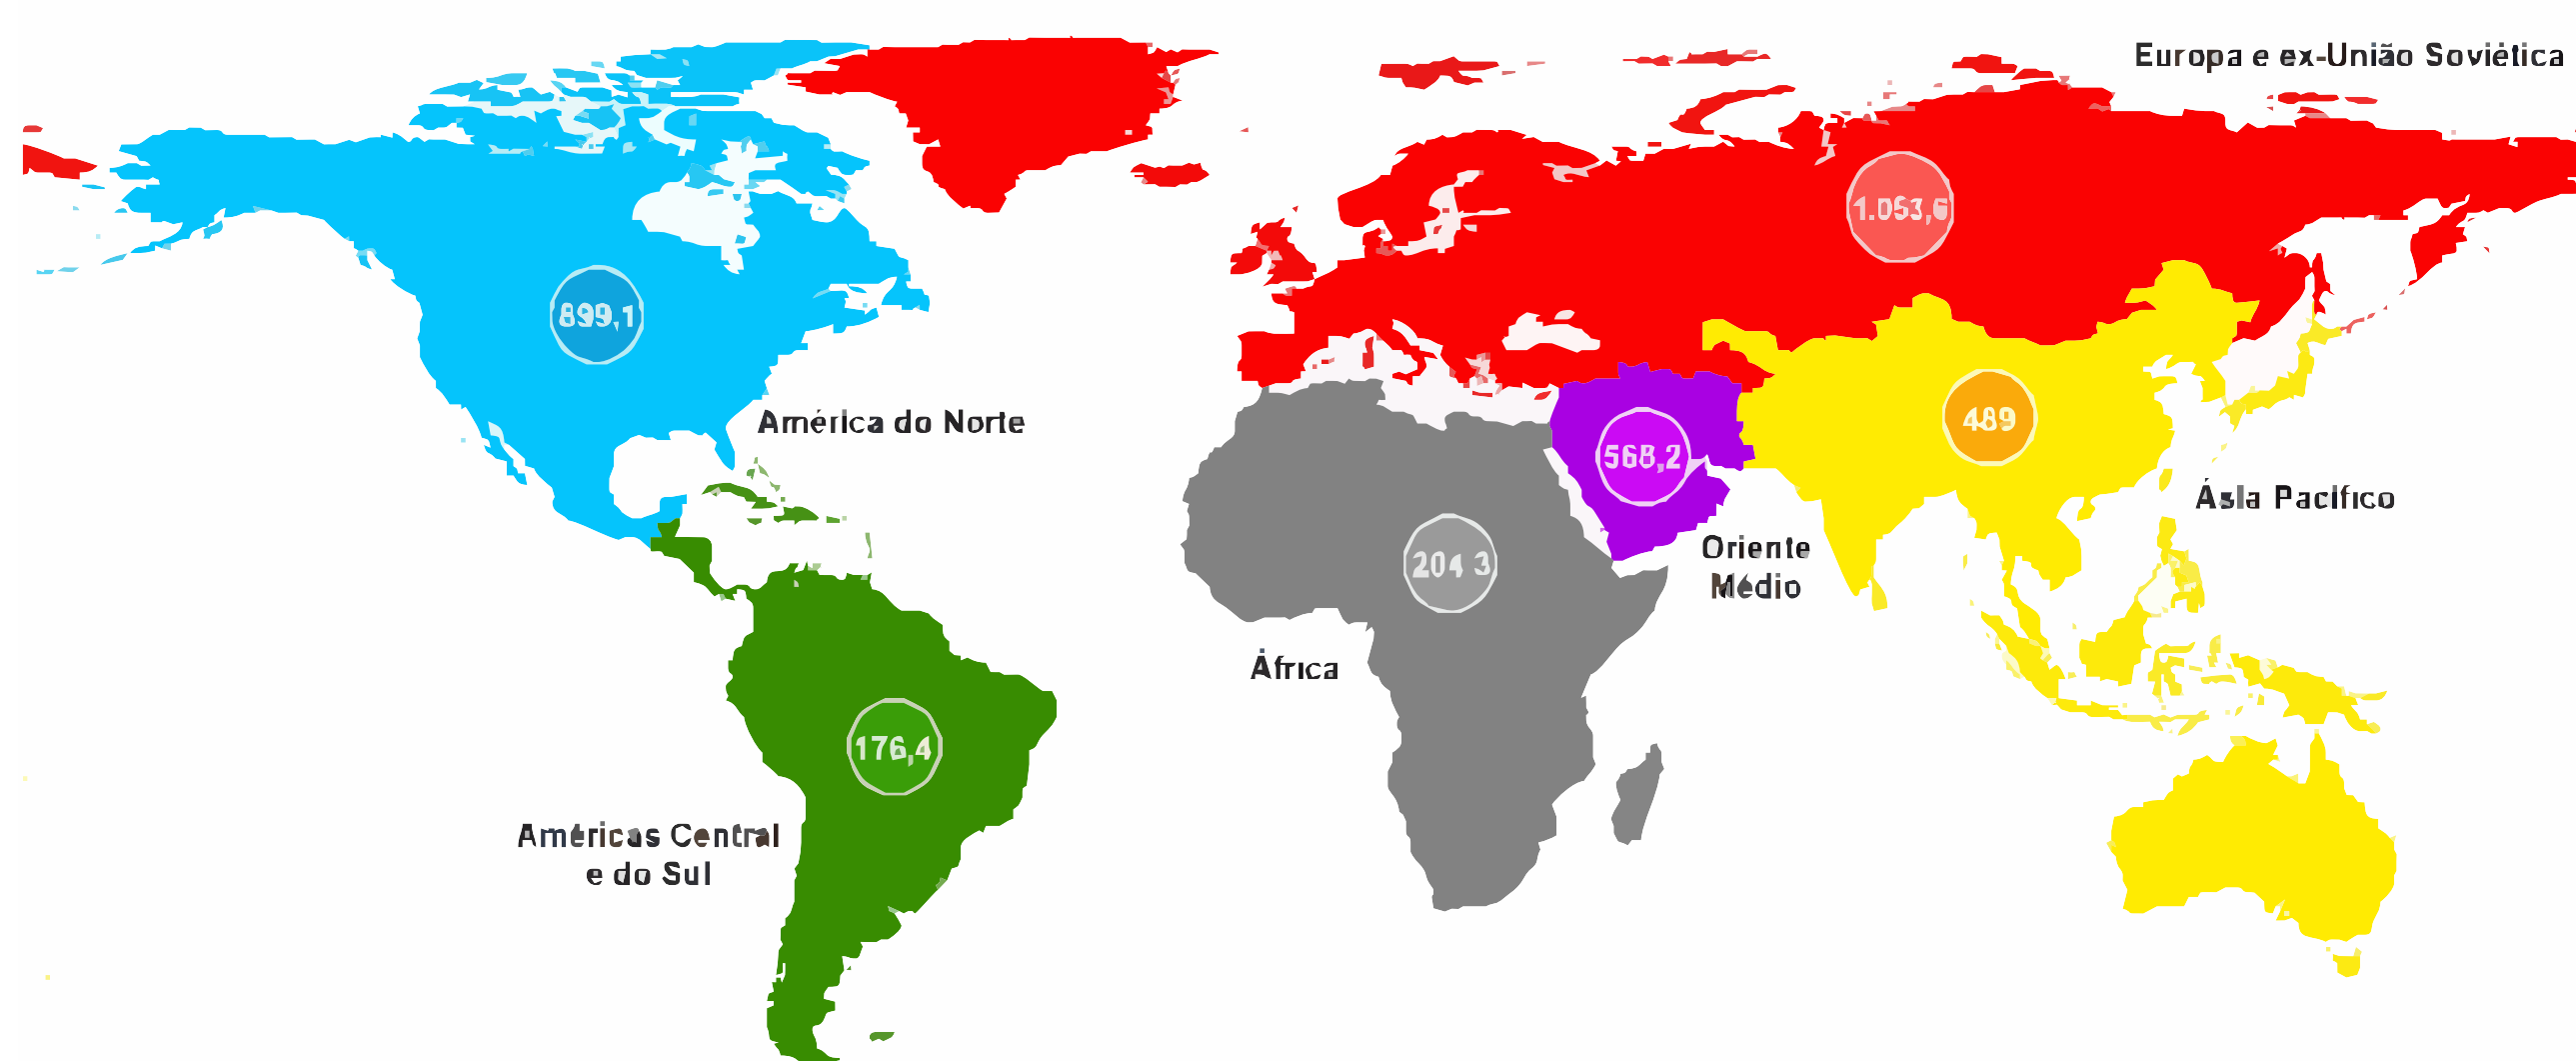 Europa e ex-União Soviética
1.053,6
899,1
América do Norte
489
568,2
Ásia Pacífico
Oriente
Médio
204 3
África
176,4
Américas Central
e do Sul